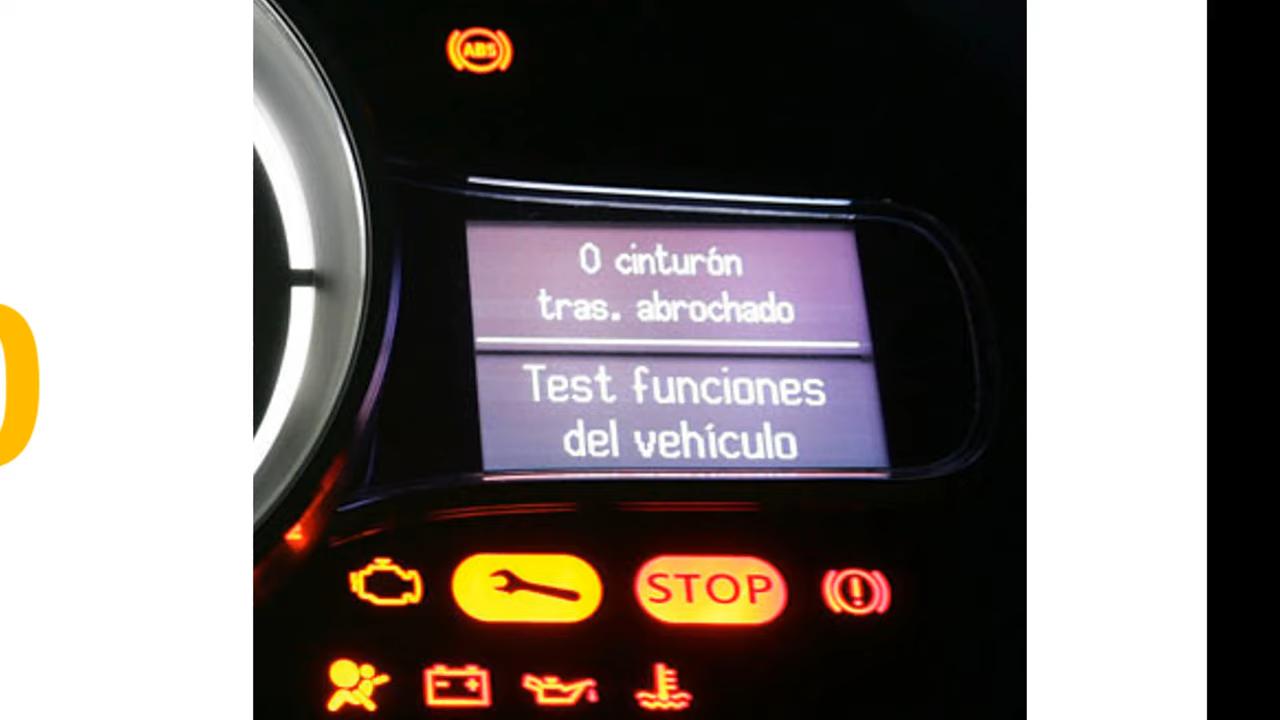 ABS
0 cinturón
tras. abrochado
Test funciones
del vehículo
STOP